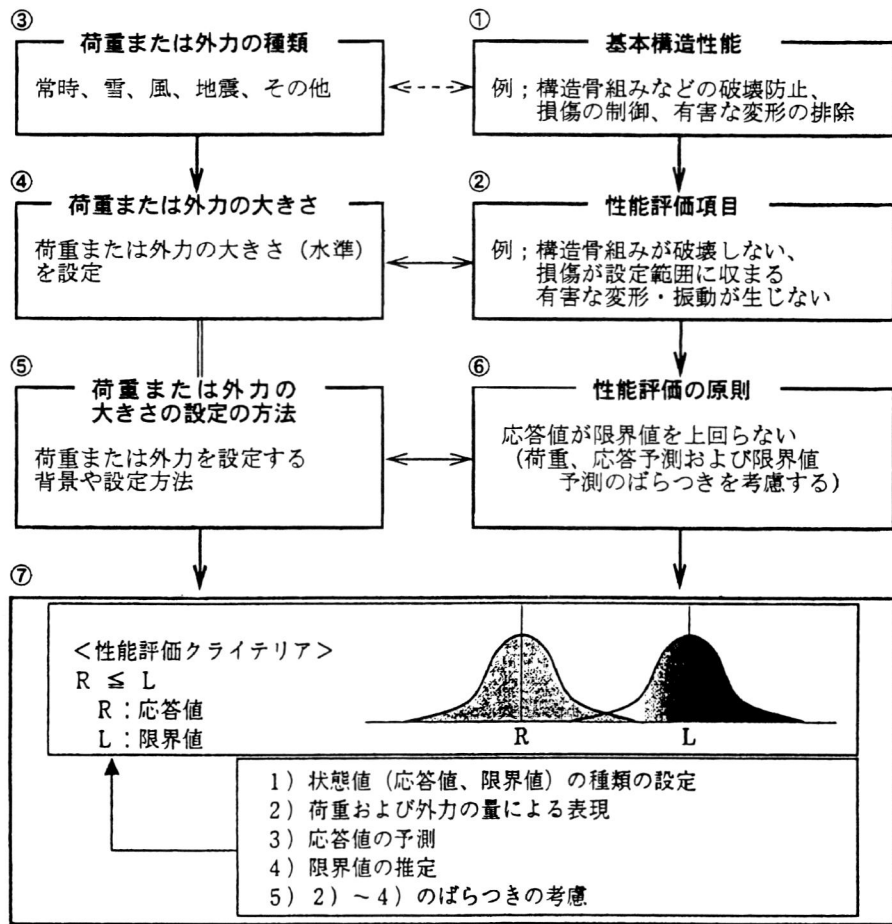 ③
荷重または外力の種類
常時、雪、風、地震、その他
①
基本構造性能
例；構造骨組みなどの破壊防止、
損傷の制御、有害な変形の排除
④
荷重または外力の大きさ
荷重または外力の大きさ（水準）
を設定
②
性能評価項目
例；構造骨組みが破壊しない、
損傷が設定範囲に収まる
有害な変形・振動が生じない
⑤
荷重または外力の
大きさの設定の方法
荷重または外力を設定する
背景や設定方法
⑥
性能評価の原則
応答値が限界値を上回らない
（荷重、応答予測および限界値
予測のばらつきを考慮する）
⑦
＜性能評価クライテリア＞
R ≦ L
R：応答値
L：限界値
R
L
1）状態値（応答値、限界値）の種類の設定
2）荷重および外力の量による表現
3）応答値の予測
4）限界値の推定
5）2）～4）のばらつきの考慮